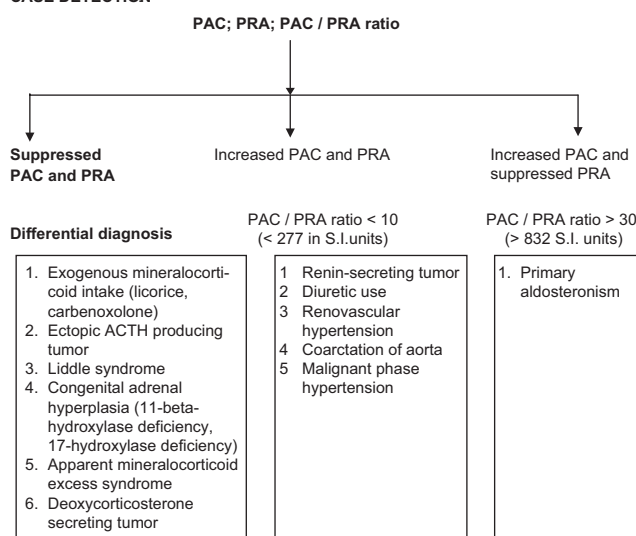 CASE DETECTION
PAC; PRA; PAC / PRA ratio
Suppressed
PAC and PRA
Increased PAC and PRA
Increased PAC and
suppressed PRA
Differential diagnosis
PAC / PRA ratio < 10
(< 277 in S.I.units)
PAC / PRA ratio > 30
(> 832 S.I. units)
1. Exogenous mineralocorti-
coid intake (licorice,
carbenoxolone)
2. Ectopic ACTH producing
tumor
3. Liddle syndrome
4. Congenital adrenal
hyperplasia (11-beta-
hydroxylase deficiency,
17-hydroxylase deficiency)
5. Apparent mineralocorticoid
excess syndrome
6. Deoxycorticosterone
secreting tumor
1 Renin-secreting tumor
2 Diuretic use
3 Renovascular
hypertension
4 Coarctation of aorta
5 Malignant phase
hypertension
1. Primary
aldosteronism